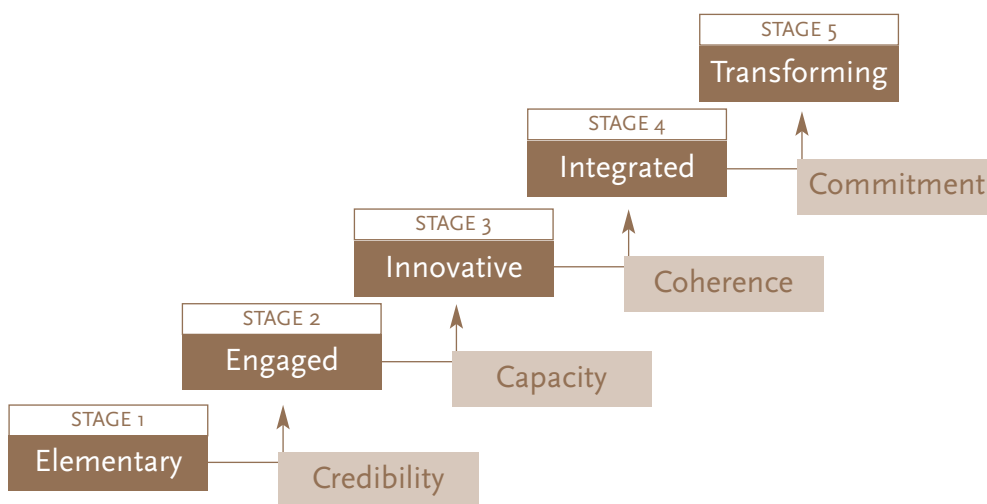 STAGE 5
Transforming
STAGE 4
Integrated
Commitment
STAGE 3
Innovative
Coherence
STAGE 2
Engaged
Capacity
STAGE 1
Elementary
Credibility